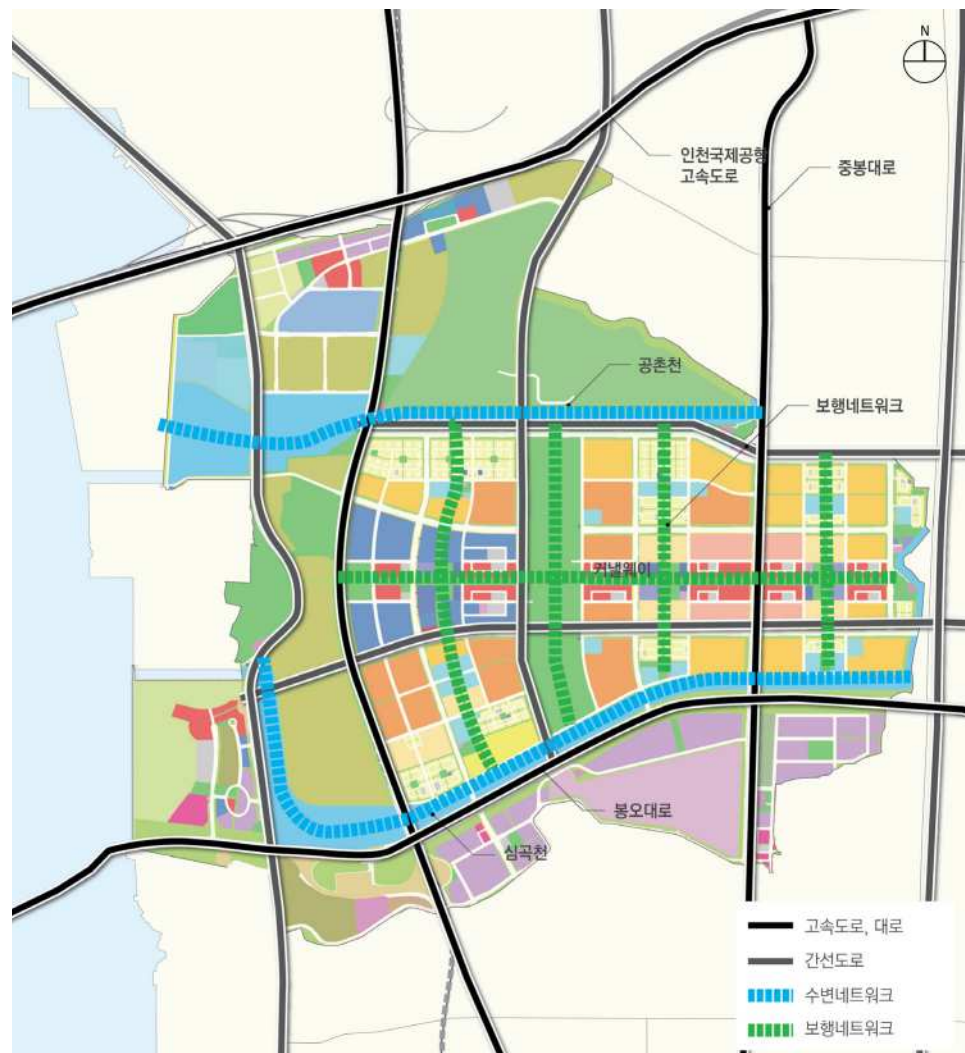 N
인천국제공항
고속도로
중봉대로
공촌천
보행네트워크
커낼웨이
봉오대로
심곡천
고속도로, 대로
간선도로
수변네트워크
보행네트워크